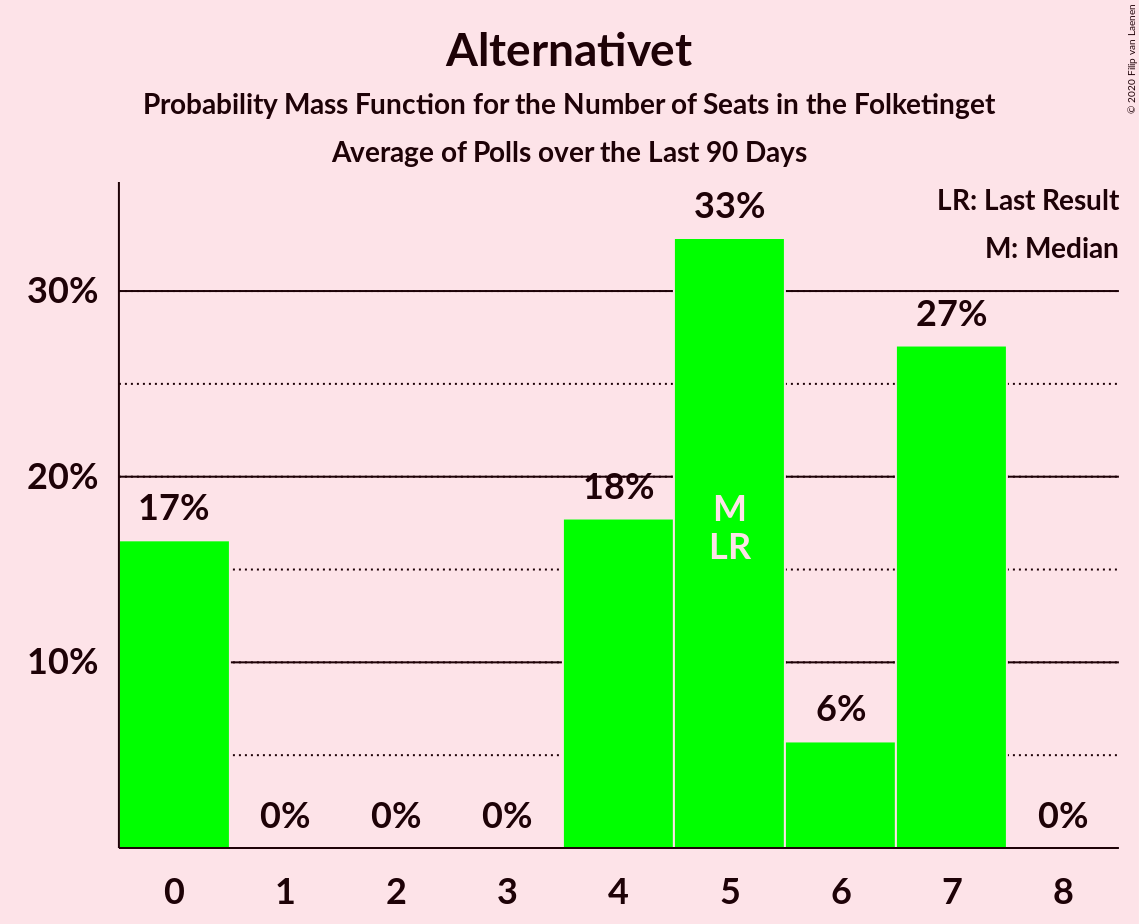 Alternativet
Probability Mass Function for the Number of Seats in the Folketinget
Average of Polls over the Last 90 Days
© 2020 Filip van Laenen
LR: Last Result
M: Median
33%
30%
27%
20%
18%
17%
M
LR
10%
6%
0%
0%
0%
0%
0
1
2
3
4
5
6
7
8